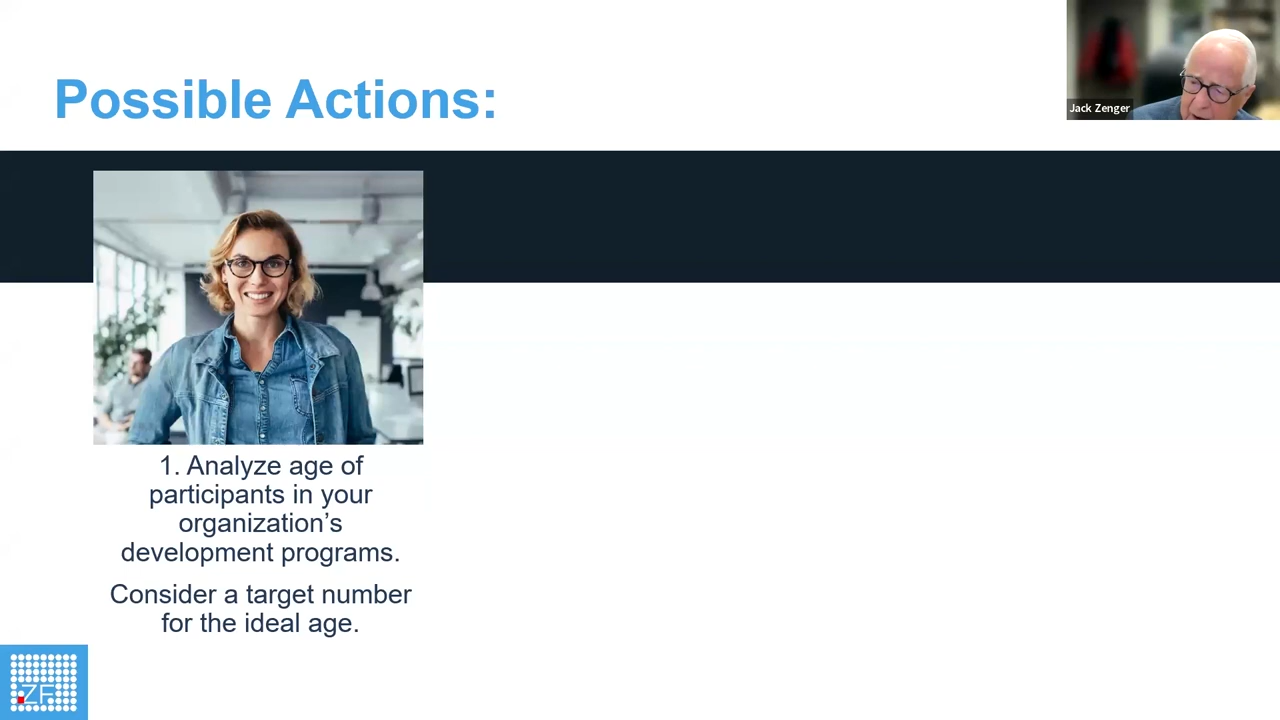 Possible Actions:
Jack Zenger
1. Analyze age of
participants in your
organization’s
development programs.
Consider a target number
for the ideal age.
ZF